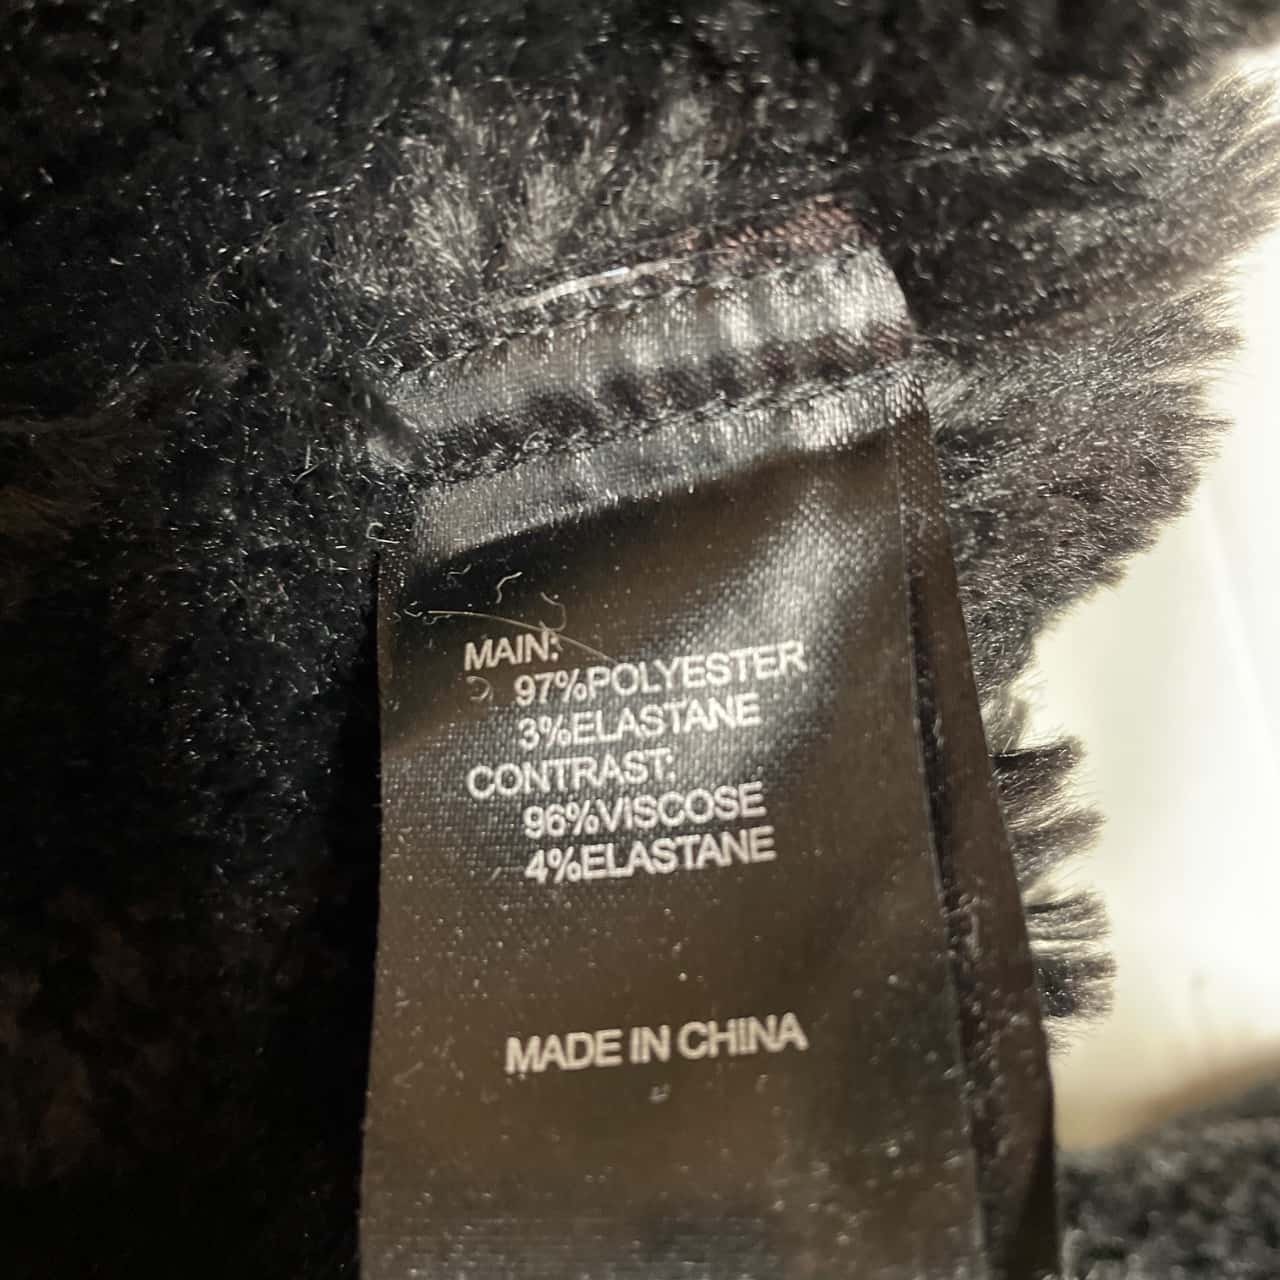 MAIN:
97%POLYESTER
3%ELASTANE
CONTRAST:
96%VISCOSE
4%ELASTANE
MADE IN CHINA